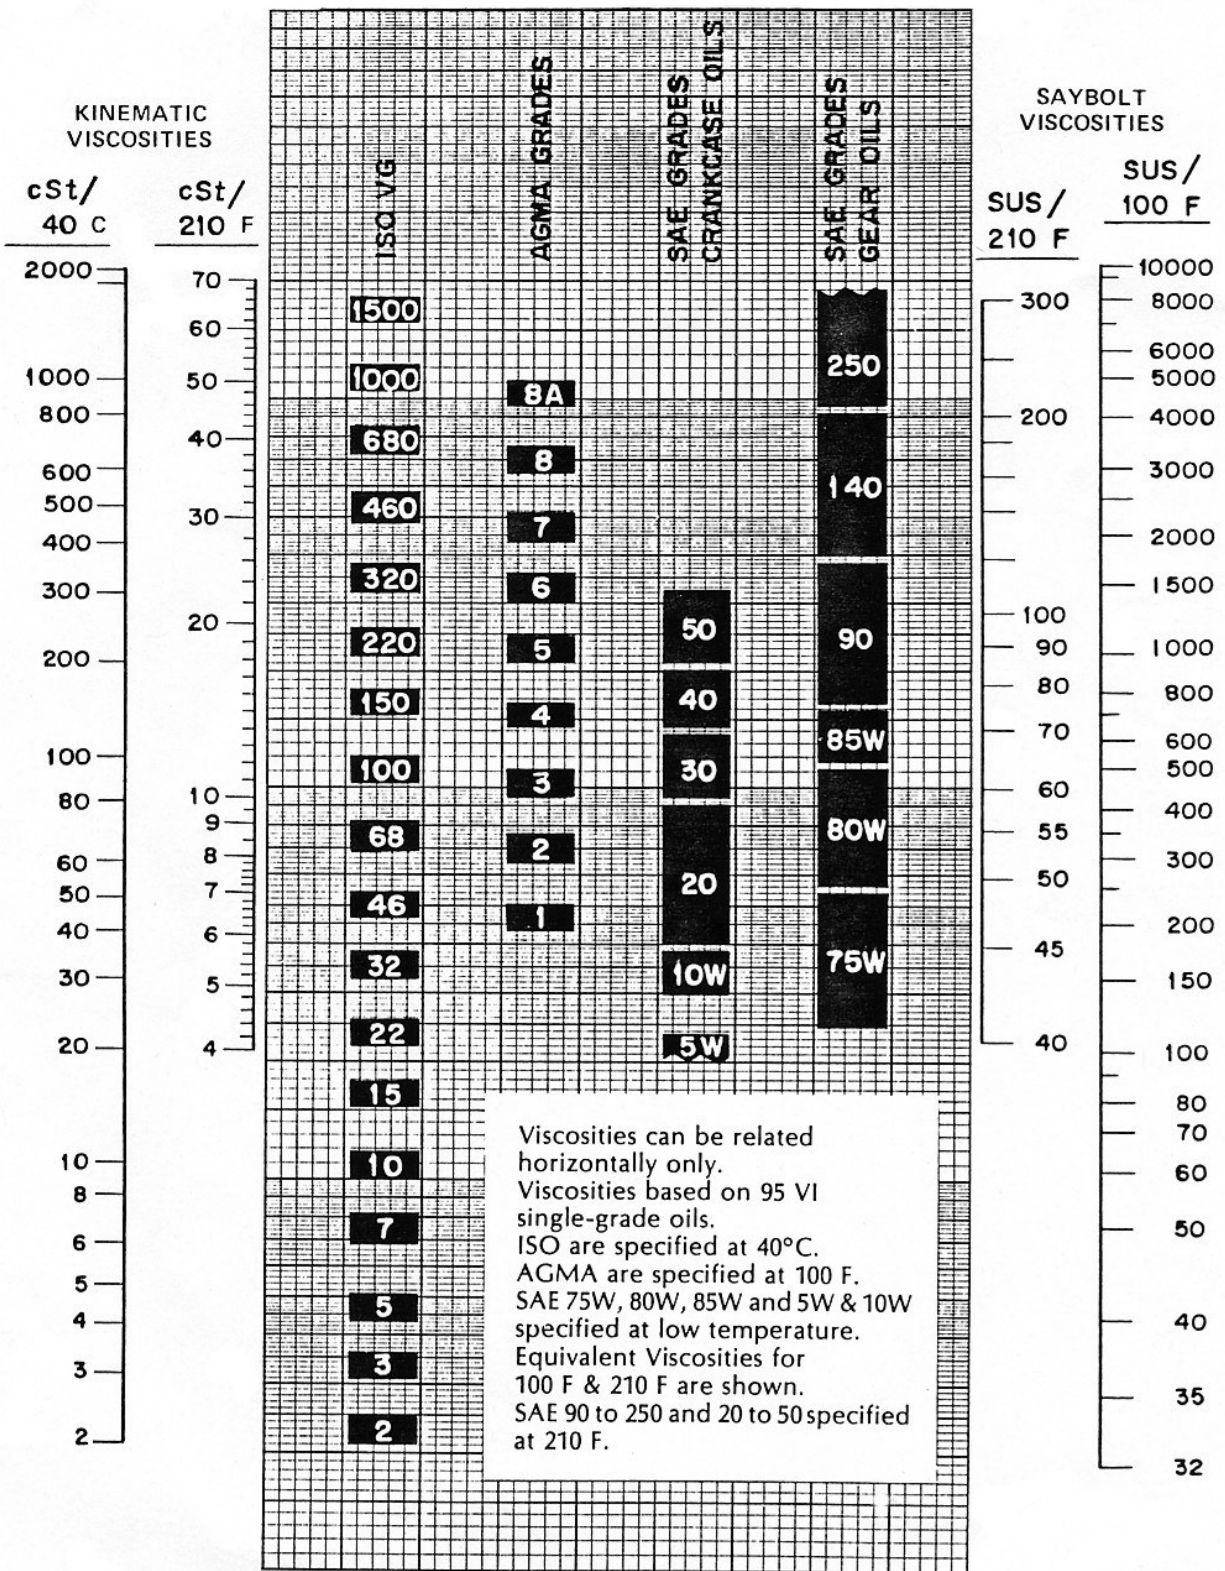 KINEMATIC
VISCOSITIES
cSt/
40 C
cSt/
210 F
ISO VG
AGMA GRADES
SAE GRADES
CRANKCASE OILS
SAE GRADES
GEAR OILS
SAYBOLT
VISCOSITIES
SUS/
210 F
SUS/
100 F
2000
1000
800
600
500
400
300
200
100
80
60
50
40
30
20
10
8
6
5
4
3
2
70
60
50
40
30
20
10
9
8
7
6
5
4
1500
1000
680
460
320
220
150
100
68
46
32
22
15
10
7
5
3
2
8A
8
7
6
5
4
3
2
1
50
40
30
20
10W
5W
250
140
90
85W
80W
75W
300
200
100
90
80
70
60
55
50
45
40
10000
8000
6000
5000
4000
3000
2000
1500
1000
800
600
500
400
300
200
150
100
80
70
60
50
40
35
32
Viscosities can be related
horizontally only.
Viscosities based on 95 VI
single-grade oils.
ISO are specified at 40°C.
AGMA are specified at 100 F.
SAE 75W, 80W, 85W and 5W & 10W
specified at low temperature.
Equivalent Viscosities for
100 F & 210 F are shown.
SAE 90 to 250 and 20 to 50 specified
at 210 F.